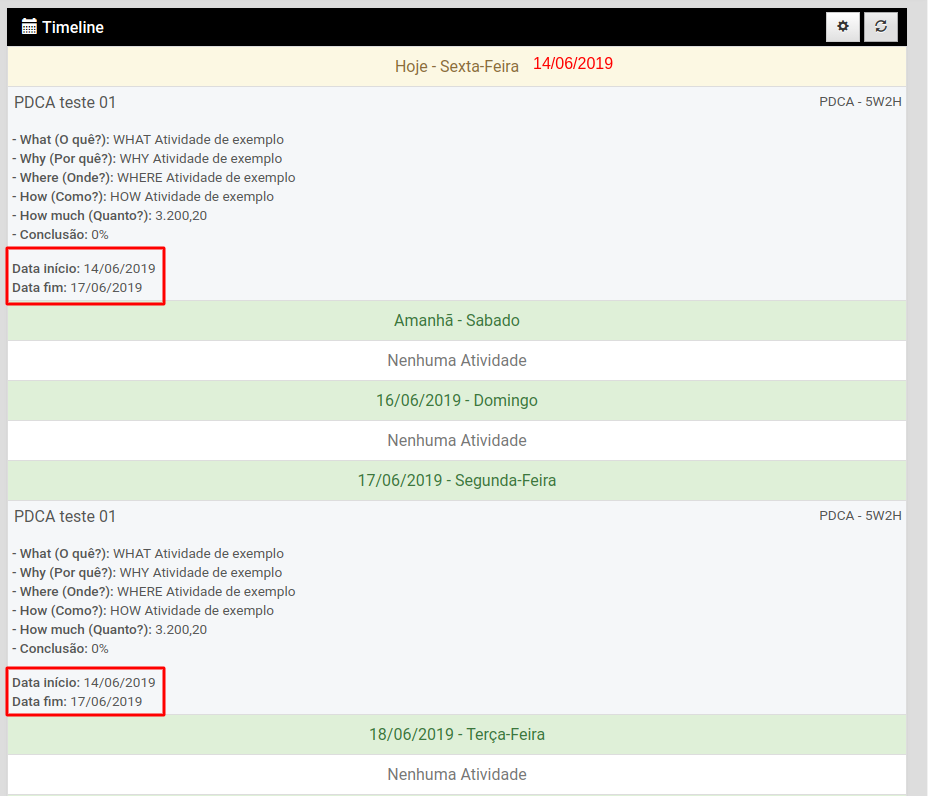 Timeline
Hoje - Sexta-Feira 14/06/2019
PDCA teste 01 PDCA - 5W2H
- What (O quê?): WHAT Atividade de exemplo
- Why (Por quê?): WHY Atividade de exemplo
- Where (Onde?): WHERE Atividade de exemplo
- How (Como?): HOW Atividade de exemplo
- How much (Quanto?): 3.200,20
- Conclusão: 0%
Data início: 14/06/2019
Data fim: 17/06/2019
Amanhã - Sabado
Nenhuma Atividade
16/06/2019 - Domingo
Nenhuma Atividade
17/06/2019 - Segunda-Feira
PDCA teste 01 PDCA - 5W2H
- What (O quê?): WHAT Atividade de exemplo
- Why (Por quê?): WHY Atividade de exemplo
- Where (Onde?): WHERE Atividade de exemplo
- How (Como?): HOW Atividade de exemplo
- How much (Quanto?): 3.200,20
- Conclusão: 0%
Data início: 14/06/2019
Data fim: 17/06/2019
18/06/2019 - Terça-Feira
Nenhuma Atividade